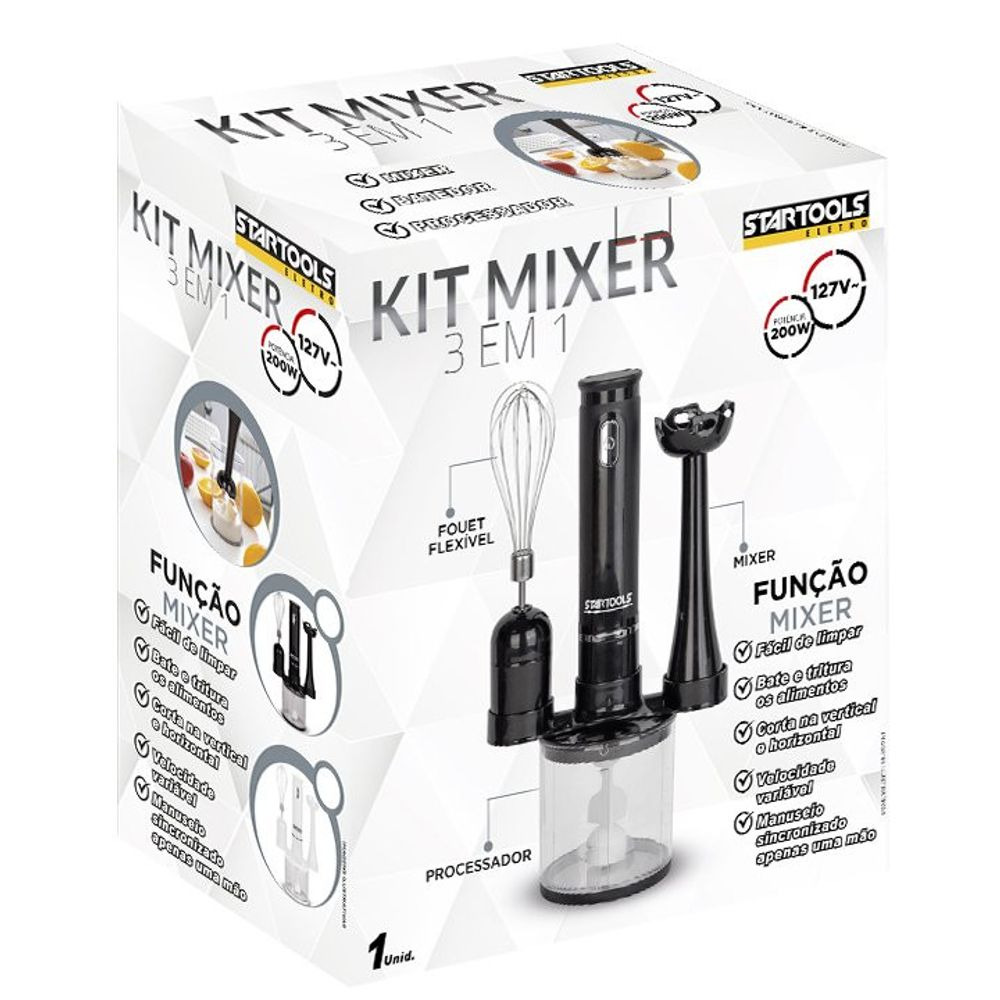 KIT MIXER
3 EM 1
STARTOOLS
ELETRO
127V~
POTÊNCIA
200W
MIXER
BATEDOR
PROCESSADOR
KIT MIXER
3 EM 1
STARTOOLS
ELETRO
POTÊNCIA
200W
127V~
FUNÇÃO
MIXER
Fácil de limpar
Bate e tritura
os alimentos
Corta na vertical
e horizontal
Velocidade
variável
Manuseio
sincronizado
apenas uma mão
KIT MIXER
3 EM 1
STARTOOLS
ELETRO
127V~
POTÊNCIA
200W
FOUET
FLEXÍVEL
MIXER
STARTOOLS
PROCESSADOR
FUNÇÃO
MIXER
Fácil de limpar
Bate e tritura
os alimentos
Corta na vertical
e horizontal
Velocidade
variável
Manuseio
sincronizado
apenas uma mão
1 Unid.